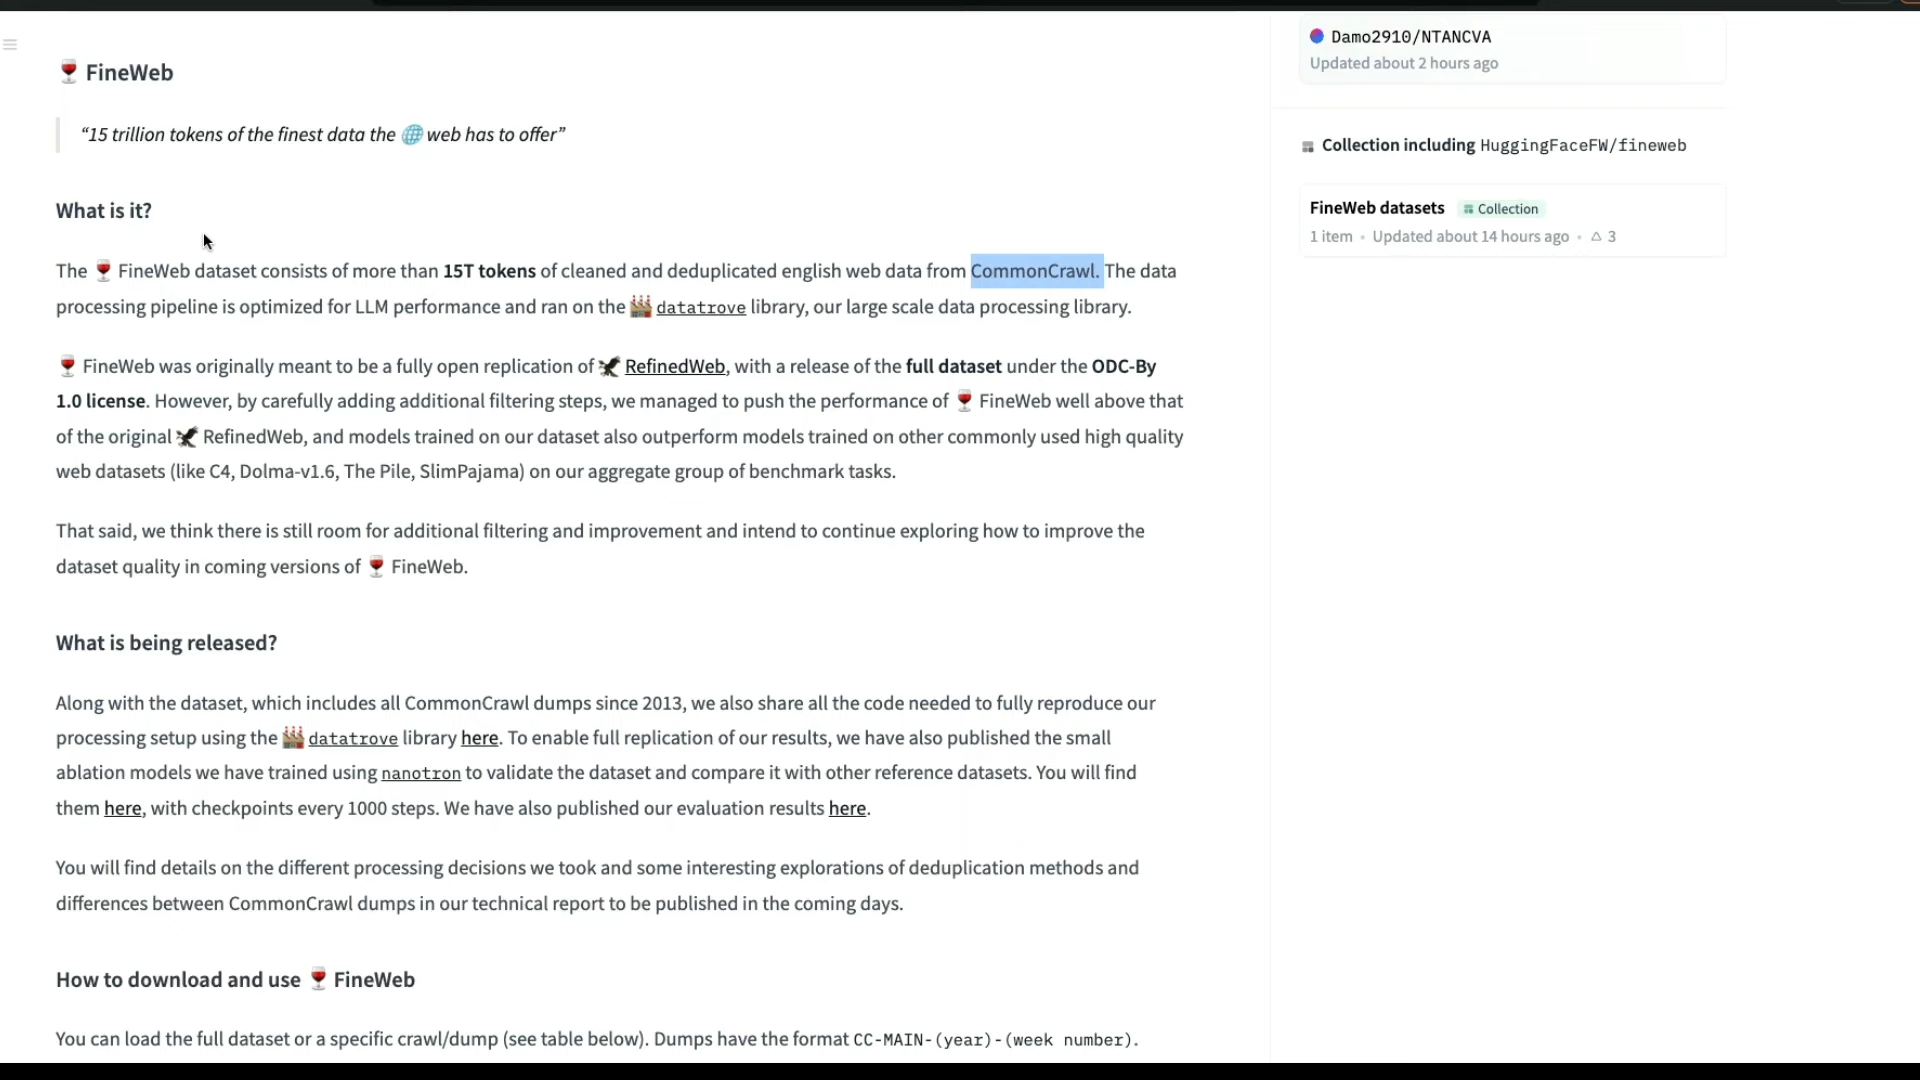 🍷 FineWeb
“15 trillion tokens of the finest data the 🌐 web has to offer”
What is it?
The 🍷 FineWeb dataset consists of more than 15T tokens of cleaned and deduplicated english web data from CommonCrawl. The data
processing pipeline is optimized for LLM performance and ran on the 🏭 datatrove library, our large scale data processing library.
🍷 FineWeb was originally meant to be a fully open replication of 🦅 RefinedWeb, with a release of the full dataset under the ODC-By
1.0 license. However, by carefully adding additional filtering steps, we managed to push the performance of 🍷 FineWeb well above that
of the original 🦅 RefinedWeb, and models trained on our dataset also outperform models trained on other commonly used high quality
web datasets (like C4, Dolma-v1.6, The Pile, SlimPajama) on our aggregate group of benchmark tasks.
That said, we think there is still room for additional filtering and improvement and intend to continue exploring how to improve the
dataset quality in coming versions of 🍷 FineWeb.
What is being released?
Along with the dataset, which includes all CommonCrawl dumps since 2013, we also share all the code needed to fully reproduce our
processing setup using the 🏭 datatrove library here. To enable full replication of our results, we have also published the small
ablation models we have trained using nanotron to validate the dataset and compare it with other reference datasets. You will find
them here, with checkpoints every 1000 steps. We have also published our evaluation results here.
You will find details on the different processing decisions we took and some interesting explorations of deduplication methods and
differences between CommonCrawl dumps in our technical report to be published in the coming days.
How to download and use 🍷 FineWeb
You can load the full dataset or a specific crawl/dump (see table below). Dumps have the format CC-MAIN-(year)-(week number).
Damo2910/NTANCVA
Updated about 2 hours ago
Collection including HuggingFaceFW/fineweb
FineWeb datasets Collection
1 item • Updated about 14 hours ago • △ 3